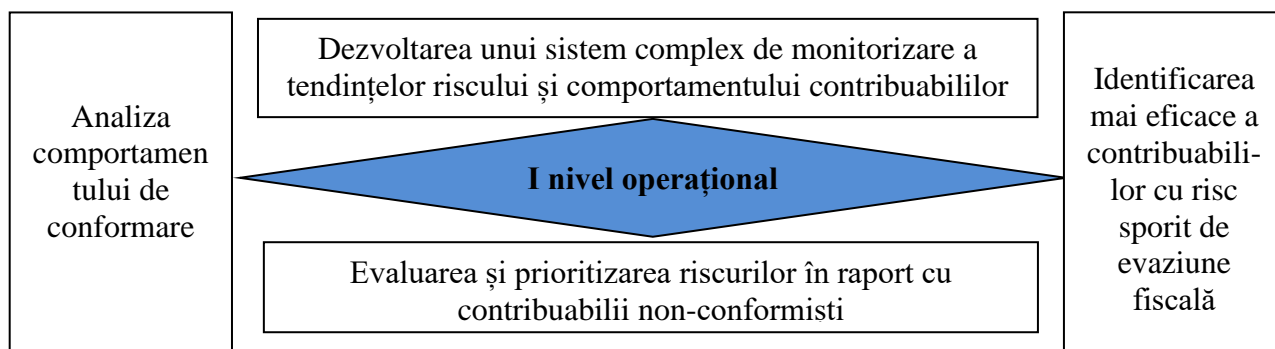 Analiza
comportamen
tului de
conformare
Dezvoltarea unui sistem complex de monitorizare a
tendințelor riscului și comportamentului contribuabililor
I nivel operațional
Evaluarea și prioritizarea riscurilor în raport cu
contribuabilii non-conformisti
Identificarea
mai eficace a
contribuabili-
lor cu risc
sporit de
evaziune
fiscală